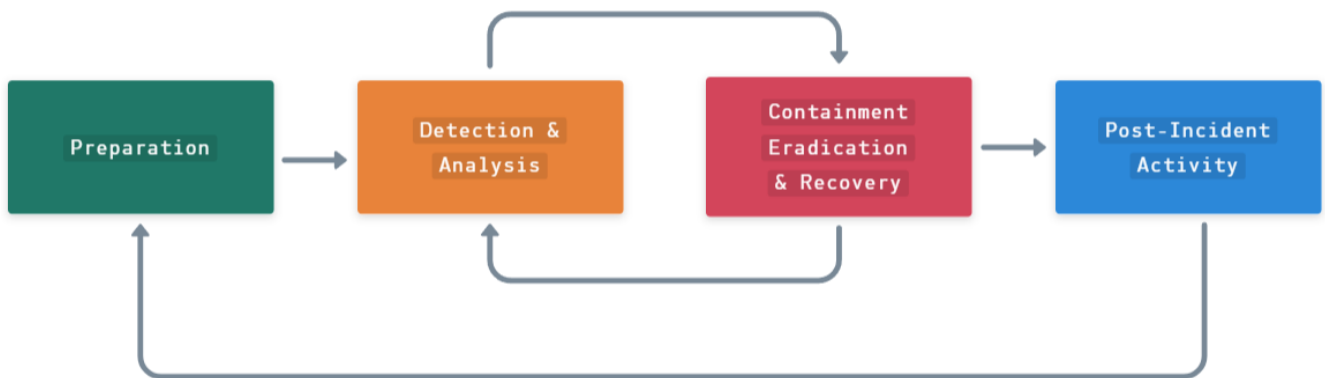 Preparation
Detection &
Analysis
Containment
Eradication
& Recovery
Post-Incident
Activity